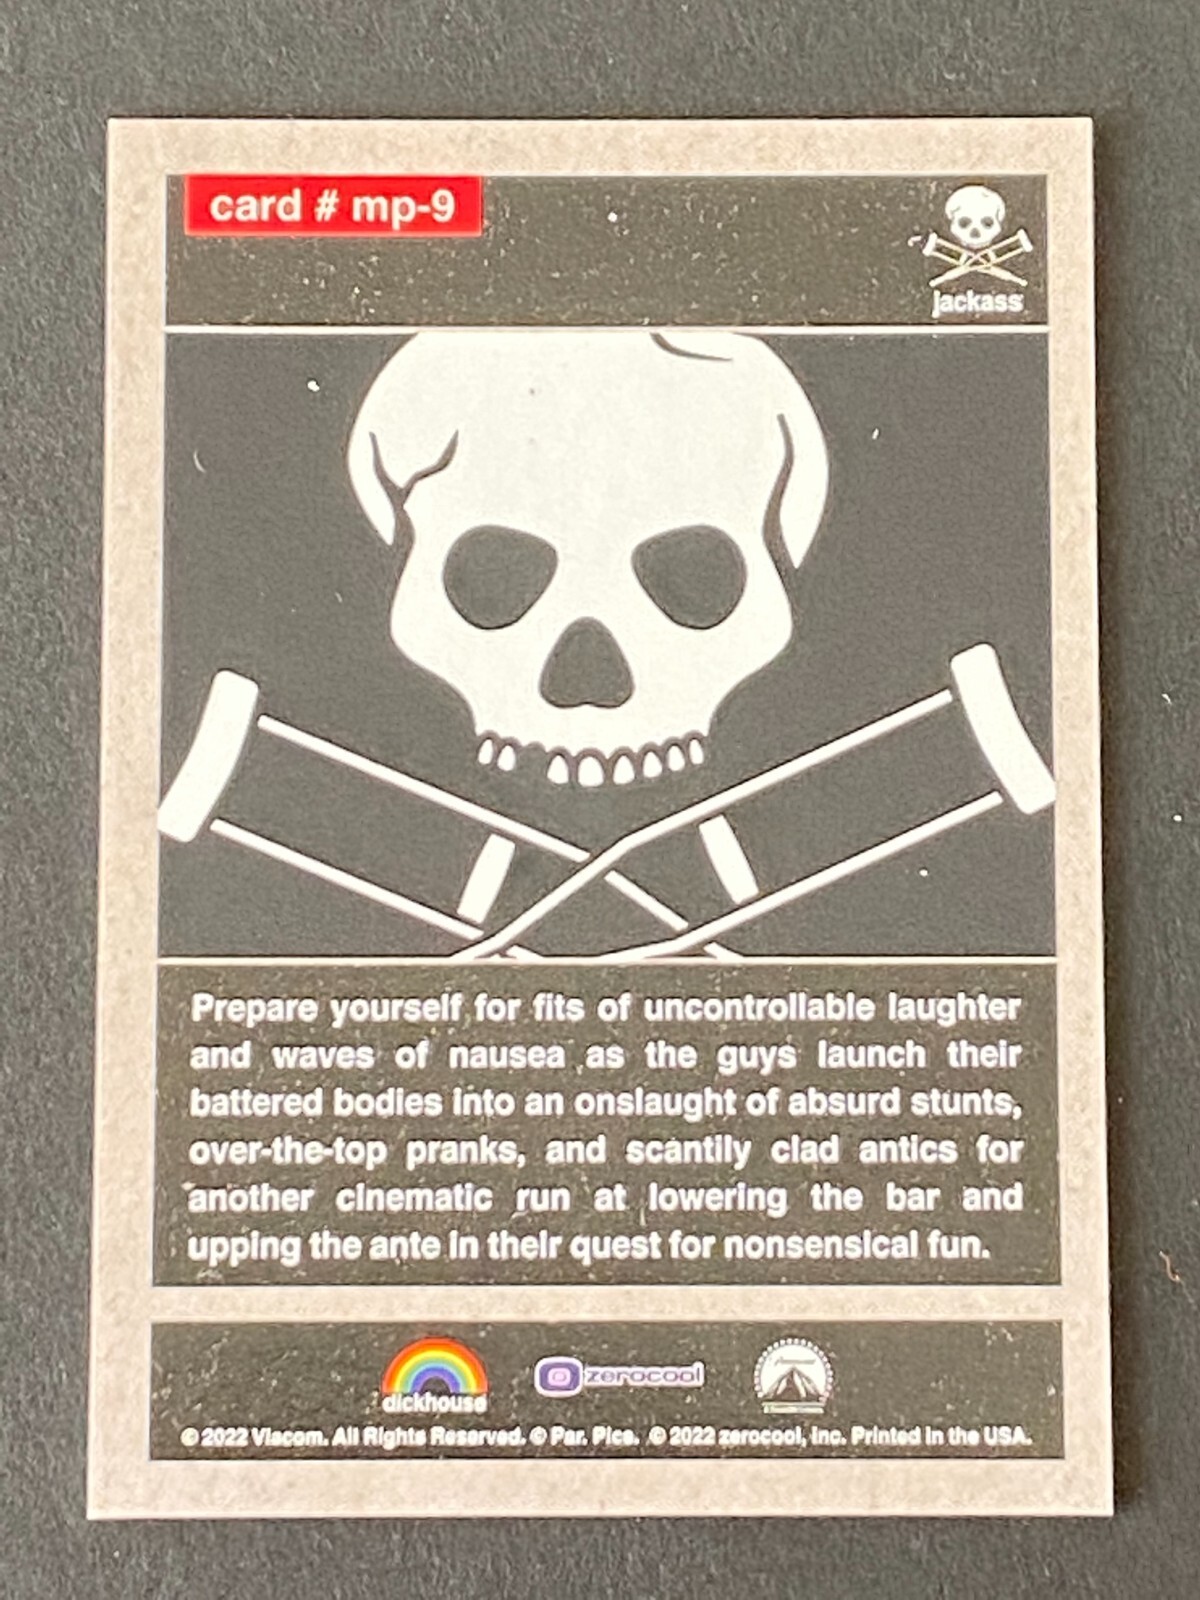 card # mp-9
jackass
Prepare yourself for fits of uncontrollable laughter
and waves of nausea as the guys launch their
battered bodies into an onslaught of absurd stunts,
over-the-top pranks, and scantily clad antics for
another cinematic run at lowering the bar and
upping the ante in their quest for nonsensical fun.
dickhouse
zerocool
Paramount
© 2022 Viacom. All Rights Reserved. © Par. Pics. © 2022 zerocool, Inc. Printed in the USA.